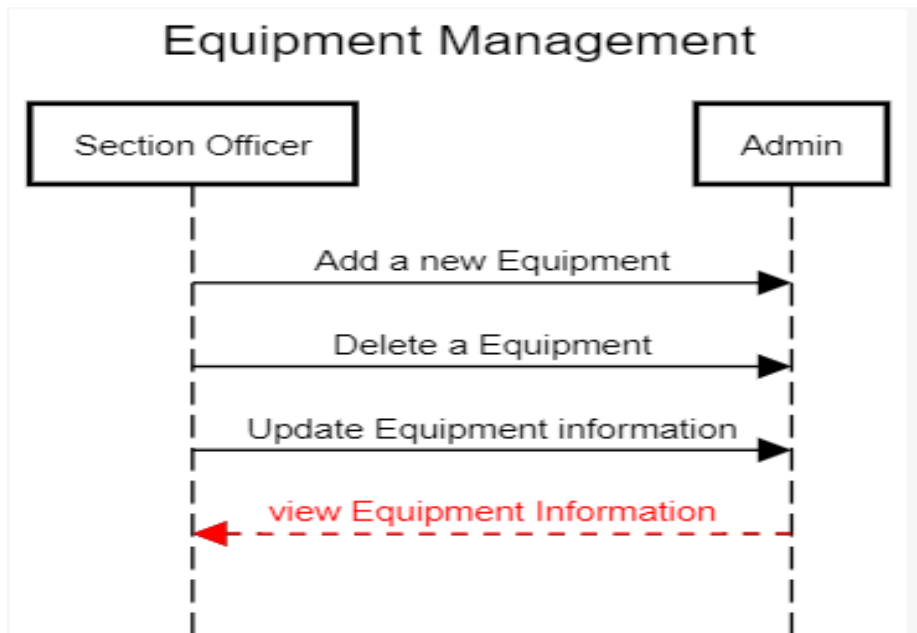 Equipment Management
Section Officer
Admin
Add a new Equipment
Delete a Equipment
Update Equipment information
view Equipment Information